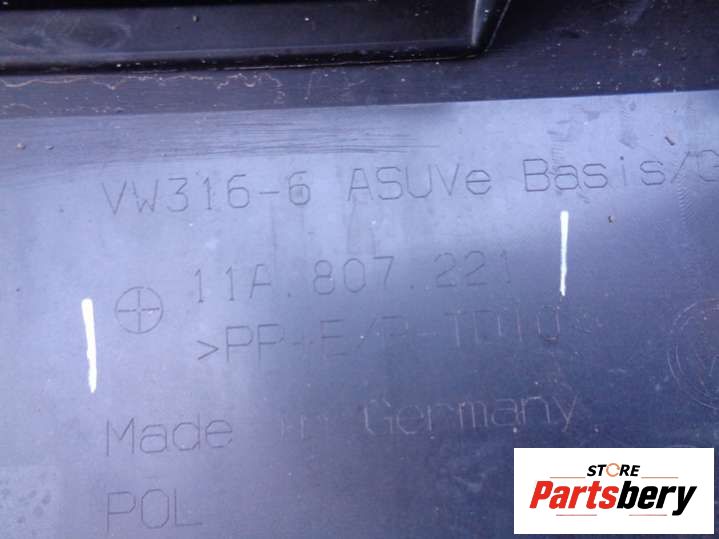 VW316-6 ASUVe Basis/
11A.807.221
>PP+E/P-TD10
Made in Germany
POL
STORE
Partsbery